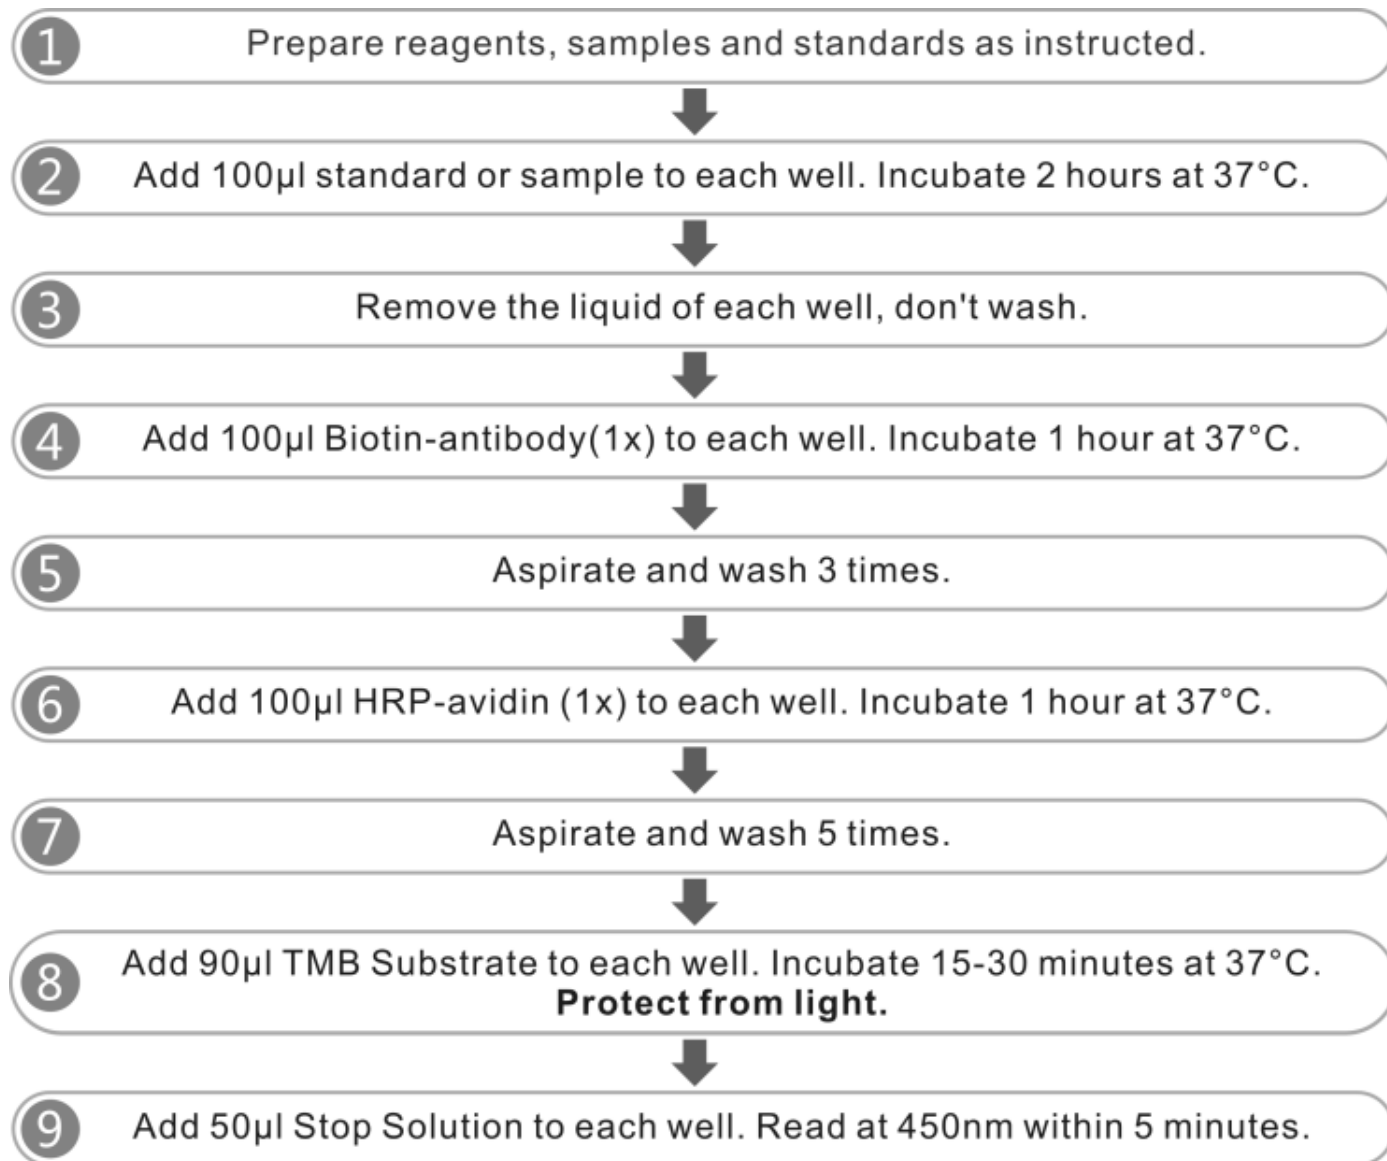 1 Prepare reagents, samples and standards as instructed.
2 Add 100µl standard or sample to each well. Incubate 2 hours at 37°C.
3 Remove the liquid of each well, don't wash.
4 Add 100µl Biotin-antibody(1x) to each well. Incubate 1 hour at 37°C.
5 Aspirate and wash 3 times.
6 Add 100µl HRP-avidin (1x) to each well. Incubate 1 hour at 37°C.
7 Aspirate and wash 5 times.
8 Add 90µl TMB Substrate to each well. Incubate 15-30 minutes at 37°C.
Protect from light.
9 Add 50µl Stop Solution to each well. Read at 450nm within 5 minutes.